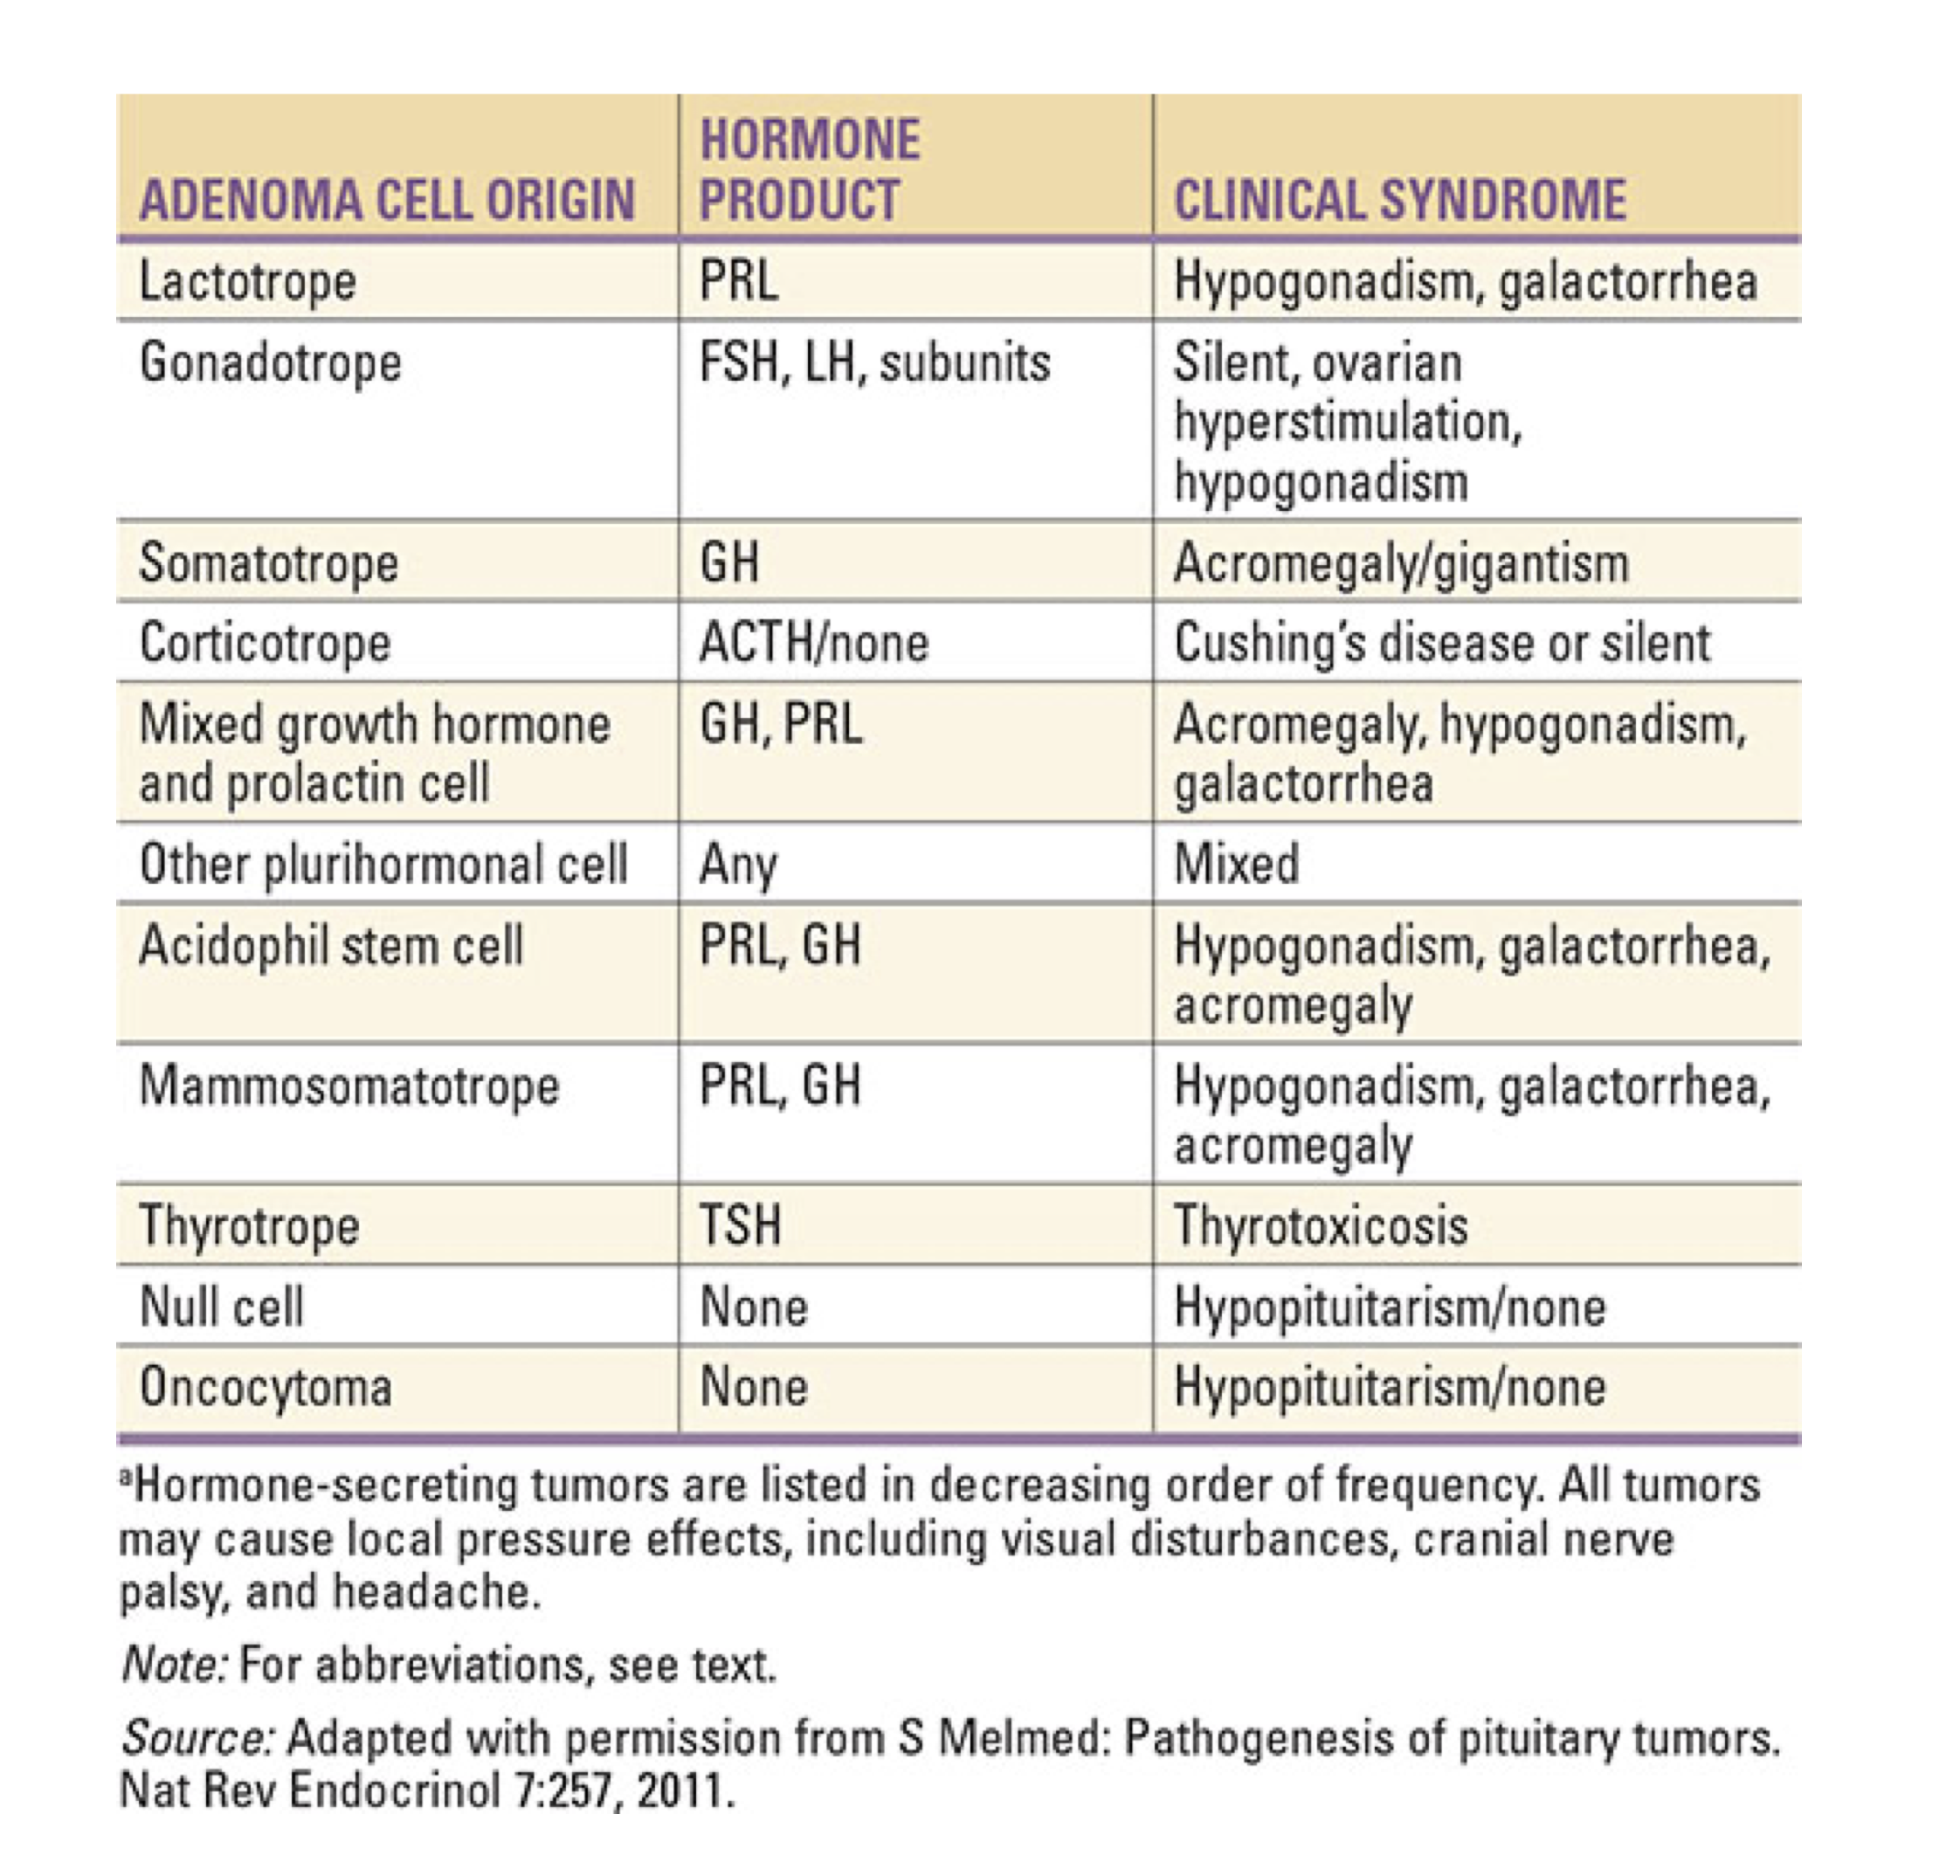 ADENOMA CELL ORIGIN HORMONE PRODUCT CLINICAL SYNDROME
Lactotrope PRL Hypogonadism, galactorrhea
Gonadotrope FSH, LH, subunits Silent, ovarian
hyperstimulation,
hypogonadism
Somatotrope GH Acromegaly/gigantism
Corticotrope ACTH/none Cushing's disease or silent
Mixed growth hormone GH, PRL Acromegaly, hypogonadism,
and prolactin cell galactorrhea
Other plurihormonal cell Any Mixed
Acidophil stem cell PRL, GH Hypogonadism, galactorrhea,
acromegaly
Mammosomatotrope PRL, GH Hypogonadism, galactorrhea,
acromegaly
Thyrotrope TSH Thyrotoxicosis
Null cell None Hypopituitarism/none
Oncocytoma None Hypopituitarism/none
ᵃHormone-secreting tumors are listed in decreasing order of frequency. All tumors
may cause local pressure effects, including visual disturbances, cranial nerve
palsy, and headache.
Note: For abbreviations, see text.
Source: Adapted with permission from S Melmed: Pathogenesis of pituitary tumors.
Nat Rev Endocrinol 7:257, 2011.